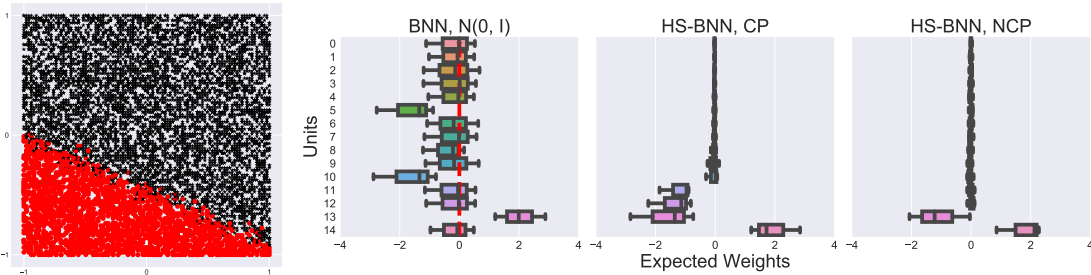 1
0
−1
−1
0
1
BNN, N(0, I)
HS-BNN, CP
HS-BNN, NCP
Units
0
1
2
3
4
5
6
7
8
9
10
11
12
13
14
−4 −2 0 2 4
−4 −2 0 2 4
−4 −2 0 2 4
Expected Weights